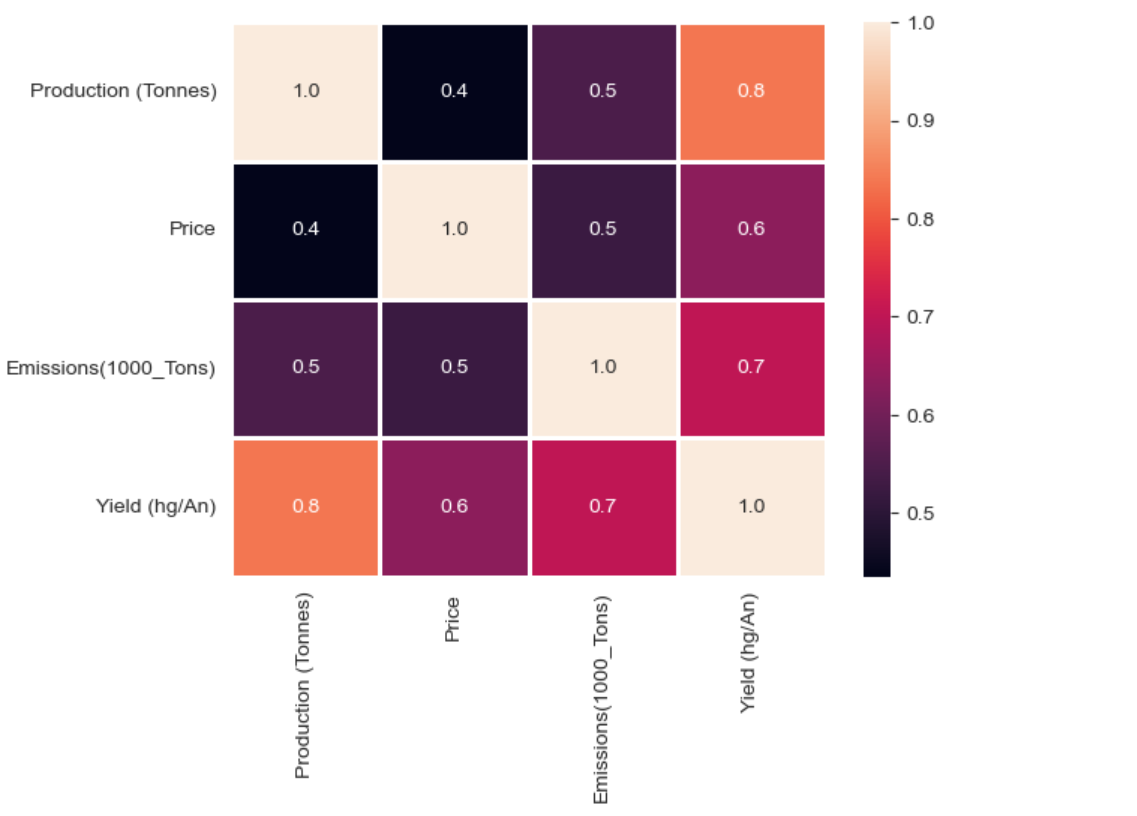 1.0
Production (Tonnes) 1.0 0.4 0.5 0.8
0.9
0.8
Price 0.4 1.0 0.5 0.6
0.7
Emissions(1000_Tons) 0.5 0.5 1.0 0.7
0.6
Yield (hg/An) 0.8 0.6 0.7 1.0
0.5
Production (Tonnes)
Price
Emissions(1000_Tons)
Yield (hg/An)